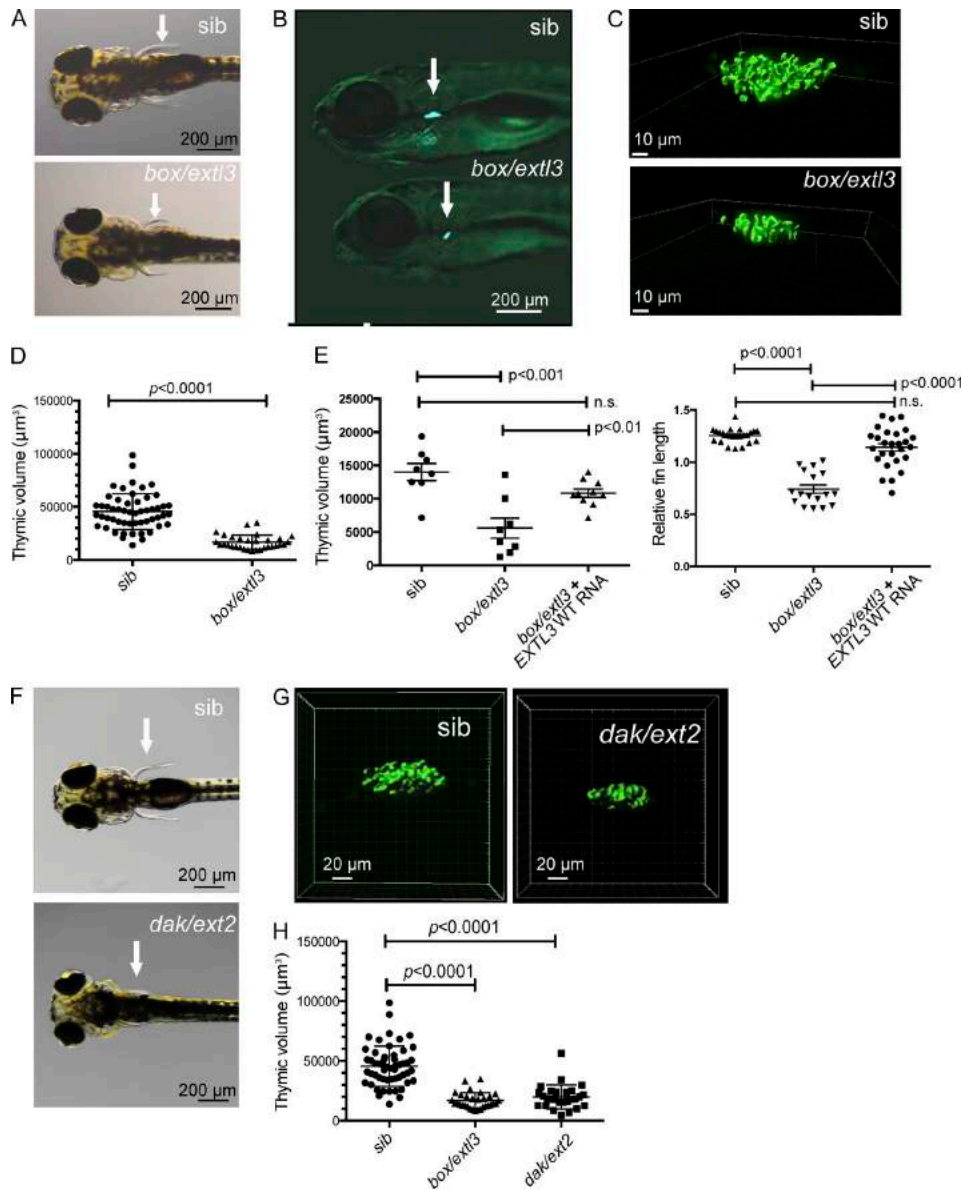 A
sib
200 µm
box/extl3
200 µm
B
sib
box/extl3
200 µm
C
sib
10 µm
box/extl3
10 µm
D
p<0.0001
Thymic volume (µm³)
150000
100000
50000
0
sib
box/extl3
E
p<0.001
n.s.
p<0.01
Thymic volume (µm³)
25000
20000
15000
10000
5000
0
sib
box/extl3
box/extl3 +
EXTL3 WT RNA
p<0.0001
p<0.0001
n.s.
Relative fin length
1.5
1.0
0.5
0.0
sib
box/extl3
box/extl3 +
EXTL3 WT RNA
F
sib
200 µm
dak/ext2
200 µm
G
sib
20 µm
dak/ext2
20 µm
H
p<0.0001
p<0.0001
Thymic volume (µm³)
150000
100000
50000
0
sib
box/extl3
dak/ext2